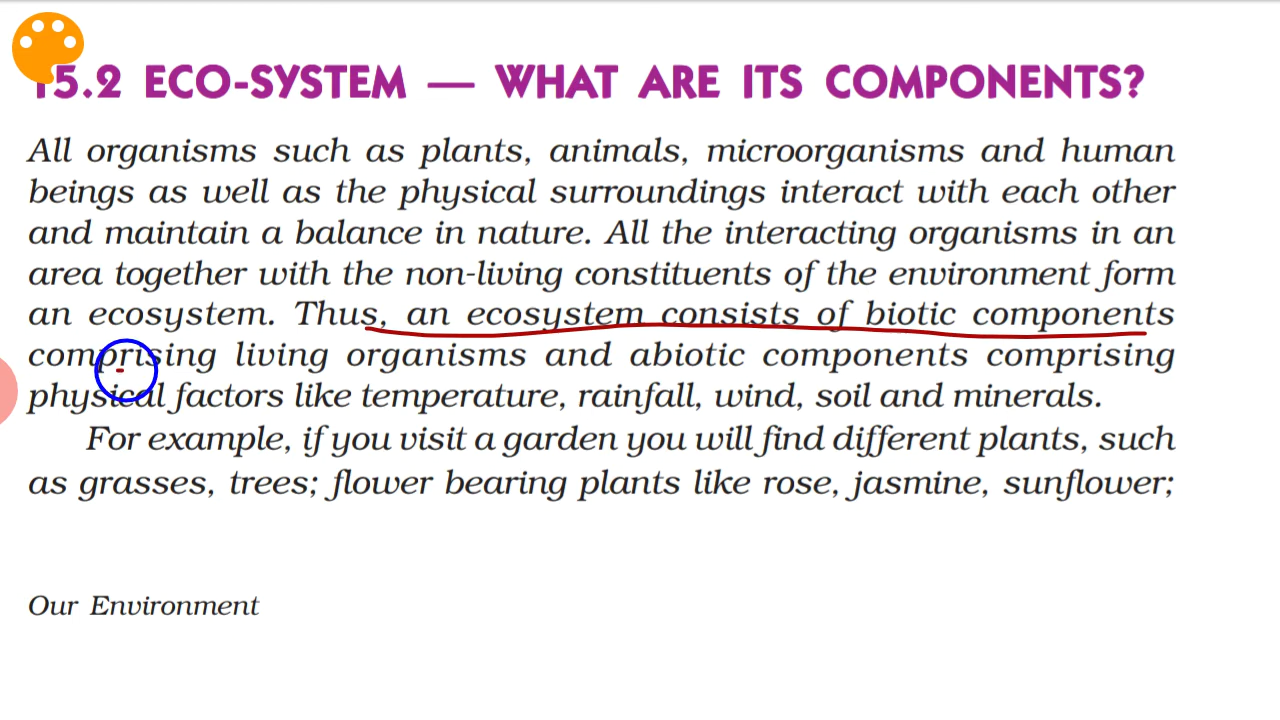 15.2 ECO-SYSTEM — WHAT ARE ITS COMPONENTS?
All organisms such as plants, animals, microorganisms and human
beings as well as the physical surroundings interact with each other
and maintain a balance in nature. All the interacting organisms in an
area together with the non-living constituents of the environment form
an ecosystem. Thus, an ecosystem consists of biotic components
comprising living organisms and abiotic components comprising
physical factors like temperature, rainfall, wind, soil and minerals.
For example, if you visit a garden you will find different plants, such
as grasses, trees; flower bearing plants like rose, jasmine, sunflower;
Our Environment